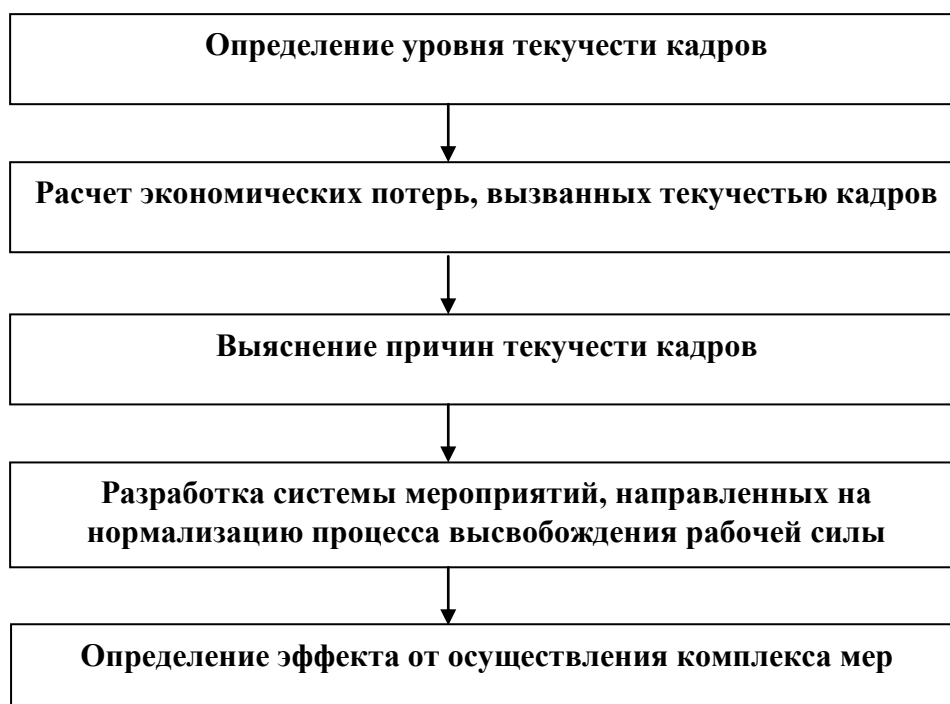 Определение уровня текучести кадров
Расчет экономических потерь, вызванных текучестью кадров
Выяснение причин текучести кадров
Разработка системы мероприятий, направленных на
нормализацию процесса высвобождения рабочей силы
Определение эффекта от осуществления комплекса мер